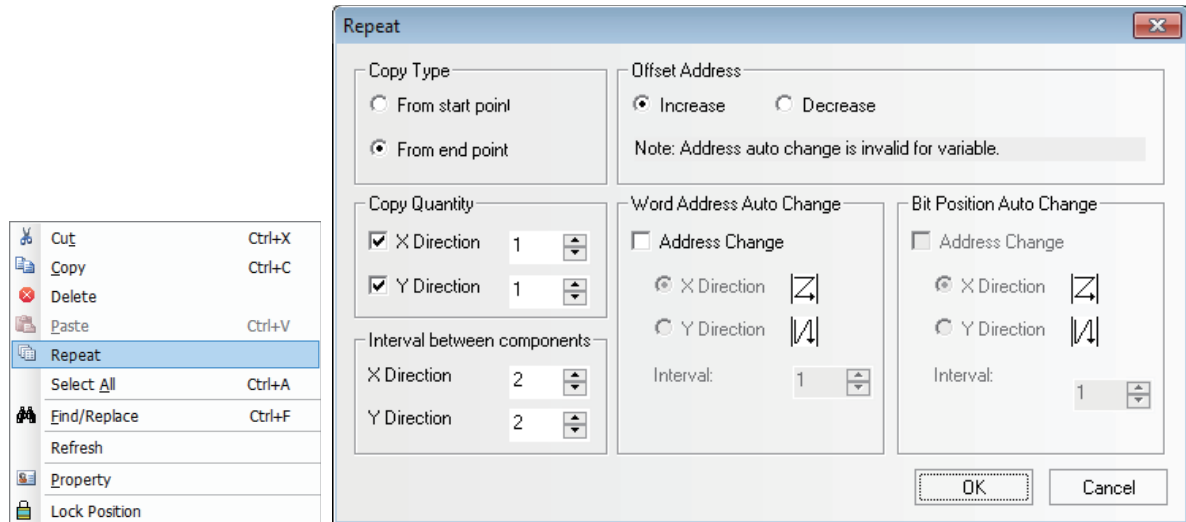 Cut Ctrl+X
Copy Ctrl+C
Delete
Paste Ctrl+V
Repeat
Select All Ctrl+A
Find/Replace Ctrl+F
Refresh
Property
Lock Position
Repeat
Copy Type
From start point
From end point
Offset Address
Increase Decrease
Note: Address auto change is invalid for variable.
Copy Quantity
X Direction 1
Y Direction 1
Interval between components
X Direction 2
Y Direction 2
Word Address Auto Change
Address Change
X Direction
Y Direction
Interval: 1
Bit Position Auto Change
Address Change
X Direction
Y Direction
Interval: 1
OK Cancel